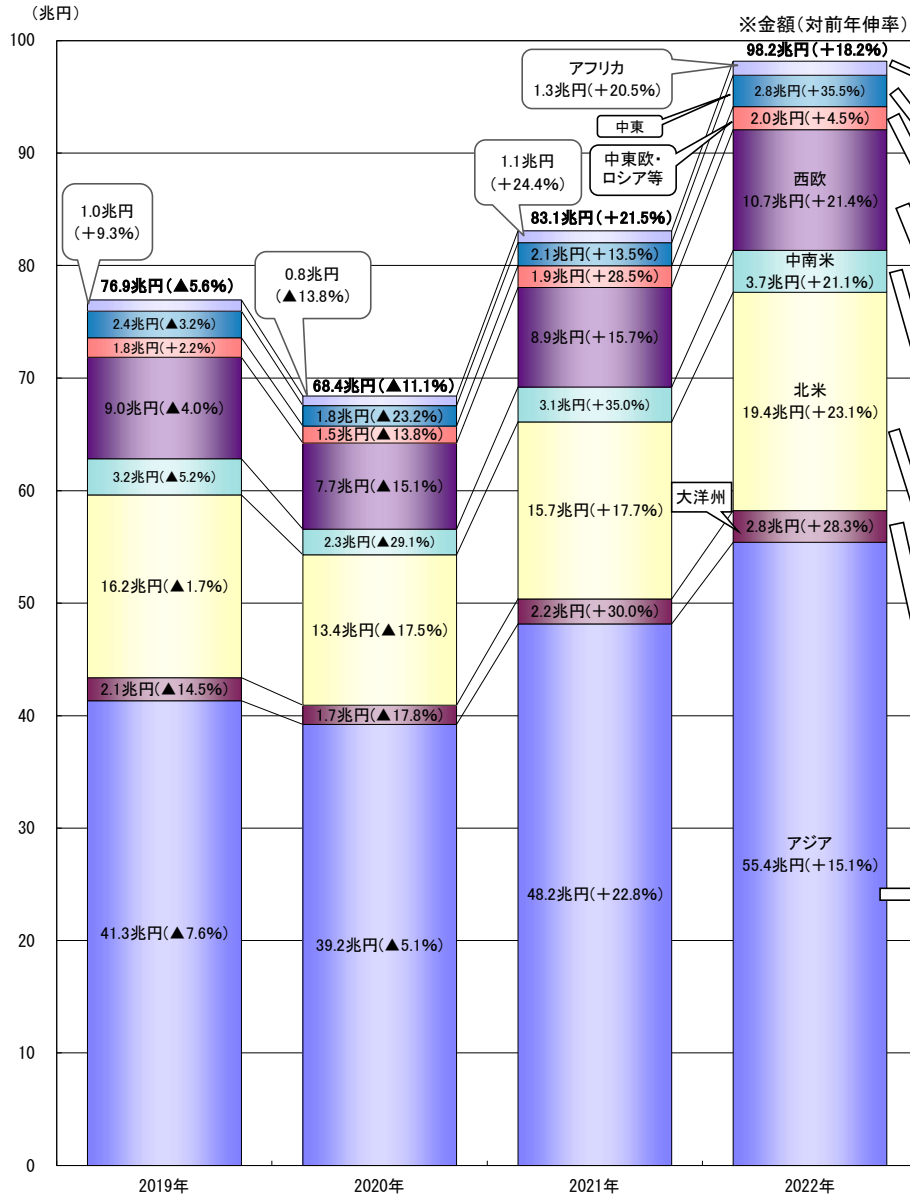 (兆円)
※金額(対前年伸率)
100
90
80
70
60
50
40
30
20
10
0
1.0兆円
(+9.3%)
76.9兆円(▲5.6%)
2.4兆円(▲3.2%)
1.8兆円(+2.2%)
9.0兆円(▲4.0%)
3.2兆円(▲5.2%)
16.2兆円(▲1.7%)
2.1兆円(▲14.5%)
41.3兆円(▲7.6%)
2019年
0.8兆円
(▲13.8%)
68.4兆円(▲11.1%)
1.8兆円(▲23.2%)
1.5兆円(▲13.8%)
7.7兆円(▲15.1%)
2.3兆円(▲29.1%)
13.4兆円(▲17.5%)
1.7兆円(▲17.8%)
39.2兆円(▲5.1%)
2020年
1.1兆円
(+24.4%)
83.1兆円(+21.5%)
2.1兆円(+13.5%)
1.9兆円(+28.5%)
8.9兆円(+15.7%)
3.1兆円(+35.0%)
15.7兆円(+17.7%)
2.2兆円(+30.0%)
48.2兆円(+22.8%)
2021年
98.2兆円(+18.2%)
アフリカ
1.3兆円(+20.5%)
中東
2.8兆円(+35.5%)
中東欧・
ロシア等
2.0兆円(+4.5%)
西欧
10.7兆円(+21.4%)
中南米
3.7兆円(+21.1%)
北米
19.4兆円(+23.1%)
大洋州
2.8兆円(+28.3%)
アジア
55.4兆円(+15.1%)
2022年